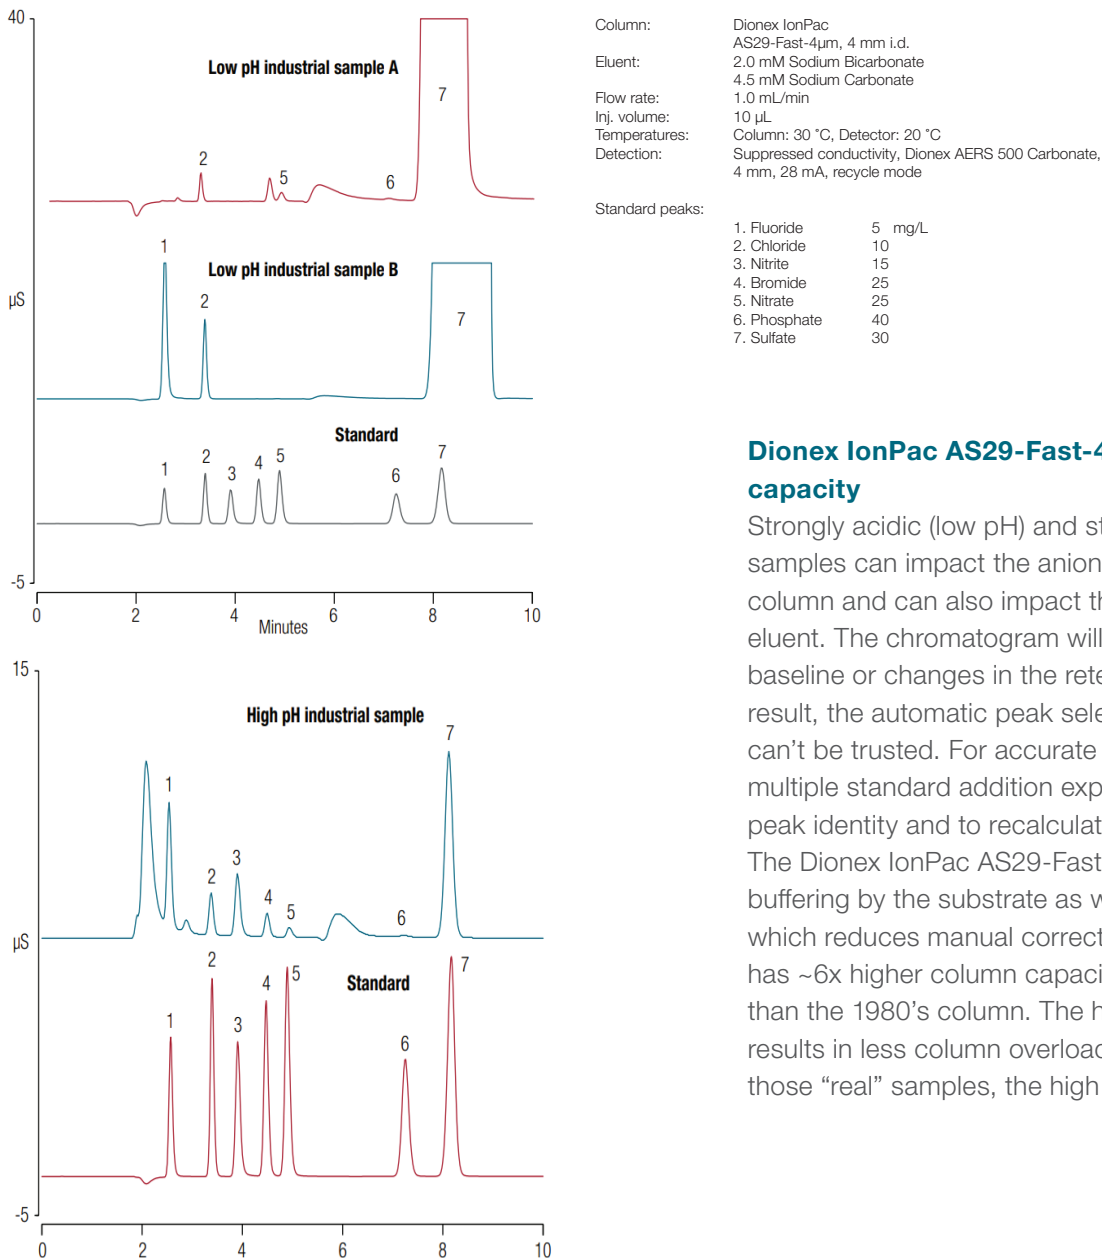 40
Low pH industrial sample A
7
2
5
6
1
Low pH industrial sample B
2
7
µS
Standard
1
2
3
4
5
6
7
-5
0
2
4
6
8
10
Minutes
15
High pH industrial sample
1
2
3
4
5
6
7
µS
Standard
1
2
3
4
5
6
7
-5
0
2
4
6
8
10
Column: Dionex IonPac
AS29-Fast-4µm, 4 mm i.d.
Eluent: 2.0 mM Sodium Bicarbonate
4.5 mM Sodium Carbonate
Flow rate: 1.0 mL/min
Inj. volume: 10 µL
Temperatures: Column: 30 ˚C, Detector: 20 ˚C
Detection: Suppressed conductivity, Dionex AERS 500 Carbonate,
4 mm, 28 mA, recycle mode
Standard peaks:
1. Fluoride 5 mg/L
2. Chloride 10
3. Nitrite 15
4. Bromide 25
5. Nitrate 25
6. Phosphate 40
7. Sulfate 30
Dionex IonPac AS29-Fast-4
capacity
Strongly acidic (low pH) and st
samples can impact the anion
column and can also impact th
eluent. The chromatogram will
baseline or changes in the rete
result, the automatic peak sele
can't be trusted. For accurate
multiple standard addition exp
peak identity and to recalculat
The Dionex IonPac AS29-Fast
buffering by the substrate as w
which reduces manual correct
has ~6x higher column capaci
than the 1980's column. The h
results in less column overloac
those “real” samples, the high